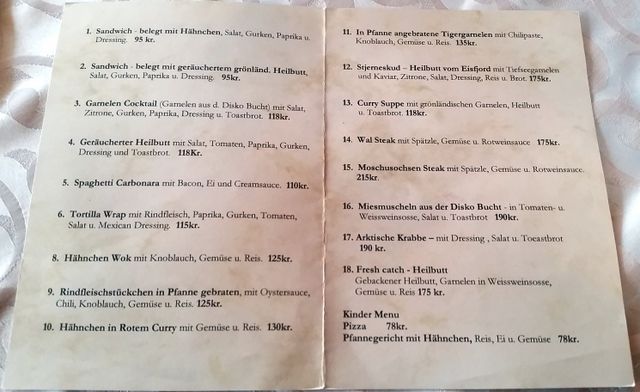 1. Sandwich - belegt mit Hähnchen, Salat, Gurken, Paprika u.
Dressing. 95 kr.
2. Sandwich - belegt mit geräuchertem grönländ. Heilbutt,
Salat, Gurken, Paprika u. Dressing. 95kr.
3. Garnelen Cocktail (Garnelen aus d. Disko Bucht) mit Salat,
Zitrone, Gurken, Paprika, Dressing u. Toastbrot. 118kr.
4. Geräucherter Heilbutt mit Salat, Tomaten, Paprika, Gurken,
Dressing und Toastbrot. 118Kr.
5. Spaghetti Carbonara mit Bacon, Ei und Creamsauce. 110kr.
6. Tortilla Wrap mit Rindfleisch, Paprika, Gurken, Tomaten,
Salat u. Mexican Dressing. 115kr.
8. Hähnchen Wok mit Knoblauch, Gemüse u. Reis. 125kr.
9. Rindfleischstückchen in Pfanne gebraten, mit Oystersauce,
Chili, Knoblauch, Gemüse u. Reis. 125kr.
10. Hähnchen in Rotem Curry mit Gemüse u. Reis. 130kr.
11. In Pfanne angebratene Tigergarnelen mit Chilipaste,
Knoblauch, Gemüse u. Reis. 135kr.
12. Stjerneskud – Heilbutt vom Eisfjord mit Tiefseegarnelen
und Kaviar, Zitrone, Salat, Dressing, Reis u. Brot. 175kr.
13. Curry Suppe mit grönländischen Garnelen, Heilbutt
u. Toastbrot. 118kr.
14. Wal Steak mit Spätzle, Gemüse u. Rotweinsauce 175kr.
15. Moschusochsen Steak mit Spätzle, Gemüse u. Rotweinsauce.
215kr.
16. Miesmuscheln aus der Disko Bucht - in Tomaten- u.
Weissweinsosse, Salat u. Toastbrot 190kr.
17. Arktische Krabbe – mit Dressing , Salat u. Toeastbrot
190 kr.
18. Fresh catch - Heilbutt
Gebackener Heilbutt, Garnelen in Weissweinsosse,
Gemüse u. Reis 175 kr.
Kinder Menu
Pizza 78kr.
Pfannegericht mit Hähnchen, Reis, Ei u. Gemüse 78kr.